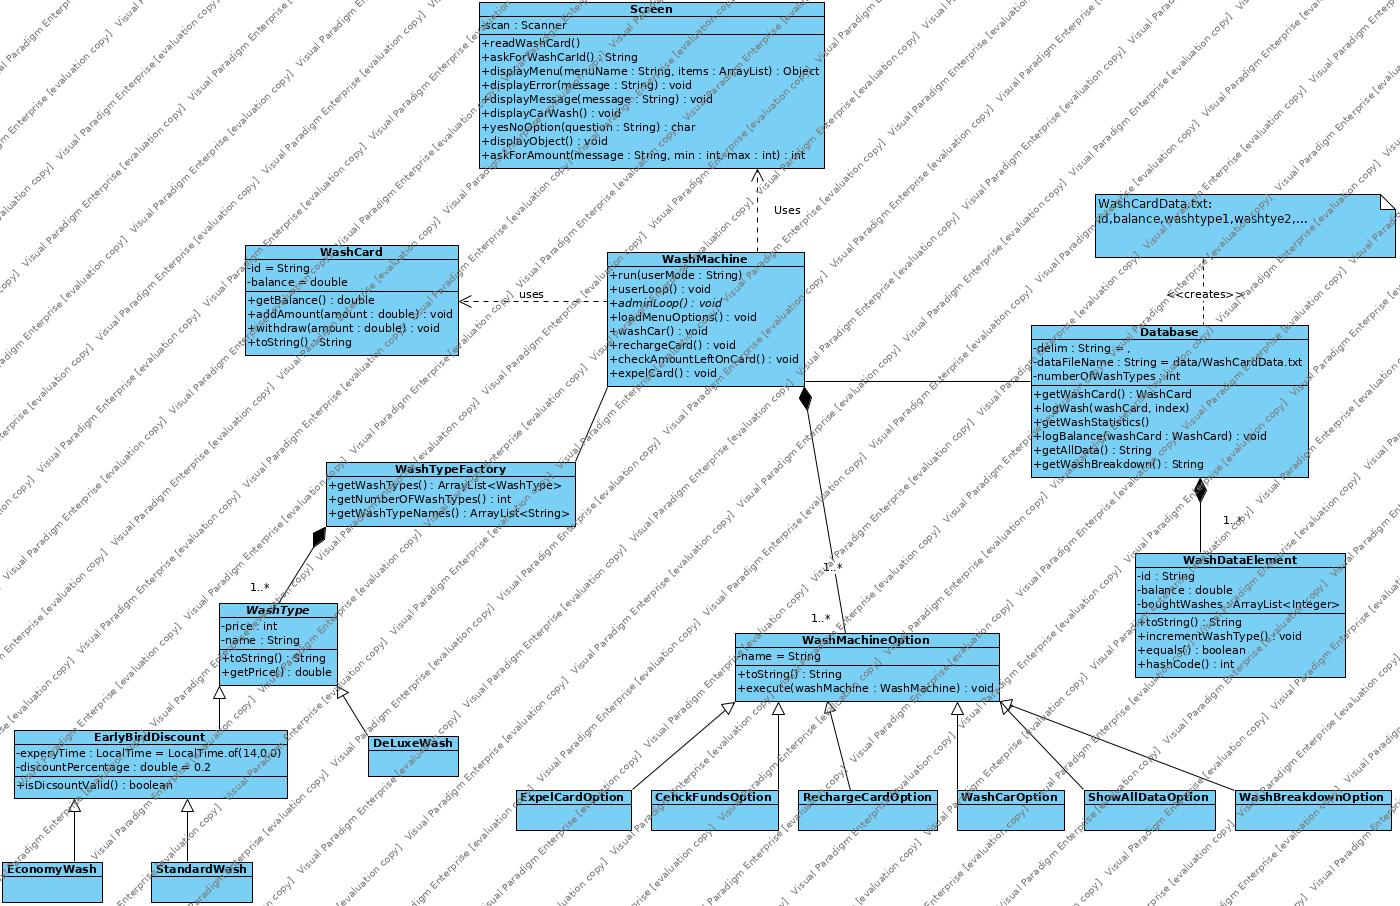 Screen
-scan : Scanner
+readWashCard()
+askForWashCarId() : String
+displayMenu(menuName : String, items : ArrayList) : Object
+displayError(message : String) : void
+displayMessage(message : String) : void
+displayCarWash() : void
+yesNoOption(question : String) : char
+displayObject() : void
+askForAmount(message : String, min : int, max : int) : int
Uses
WashCardData.txt:
id,balance,washtype1,washtye2,...
<<creates>>
WashCard
-id = String
-balance = double
+getBalance() : double
+addAmount(amount : double) : void
+withdraw(amount : double) : void
+toString() : String
uses
WashMachine
+run(userMode : String)
+userLoop() : void
+adminLoop() : void
+loadMenuOptions() : void
+washCar() : void
+rechargeCard() : void
+checkAmountLeftOnCard() : void
+expelCard() : void
Database
-delim : String = ,
-dataFileName : String = data/WashCardData.txt
-numberOfWashTypes : int
+getWashCard() : WashCard
+logWash(washCard, index)
+getWashStatistics()
+logBalance(washCard : WashCard) : void
+getAllData() : String
+getWashBreakdown() : String
WashTypeFactory
+getWashTypes() : ArrayList<WashType>
+getNumberOFWashTypes() : int
+getWashTypeNames() : ArrayList<String>
1..*
1..*
1..*
1..*
WashDataElement
-id : String
-balance : double
-boughtWashes : ArrayList<Integer>
+toString() : String
+incrementWashType() : void
+equals() : boolean
+hashCode() : int
WashType
-price : int
-name : String
+toString() : String
+getPrice() : double
WashMachineOption
-name = String
+toString() : String
+execute(washMachine : WashMachine) : void
EarlyBirdDiscount
-experyTime : LocalTime = LocalTime.of(14,0,0)
-discountPercentage : double = 0.2
+isDicsountValid() : boolean
DeLuxeWash
ExpelCardOption
CehckFundsOption
RechargeCardOption
WashCarOption
ShowAllDataOption
WashBreakdownOption
EconomyWash
StandardWash
Visual Paradigm Enterprise [evaluation copy]